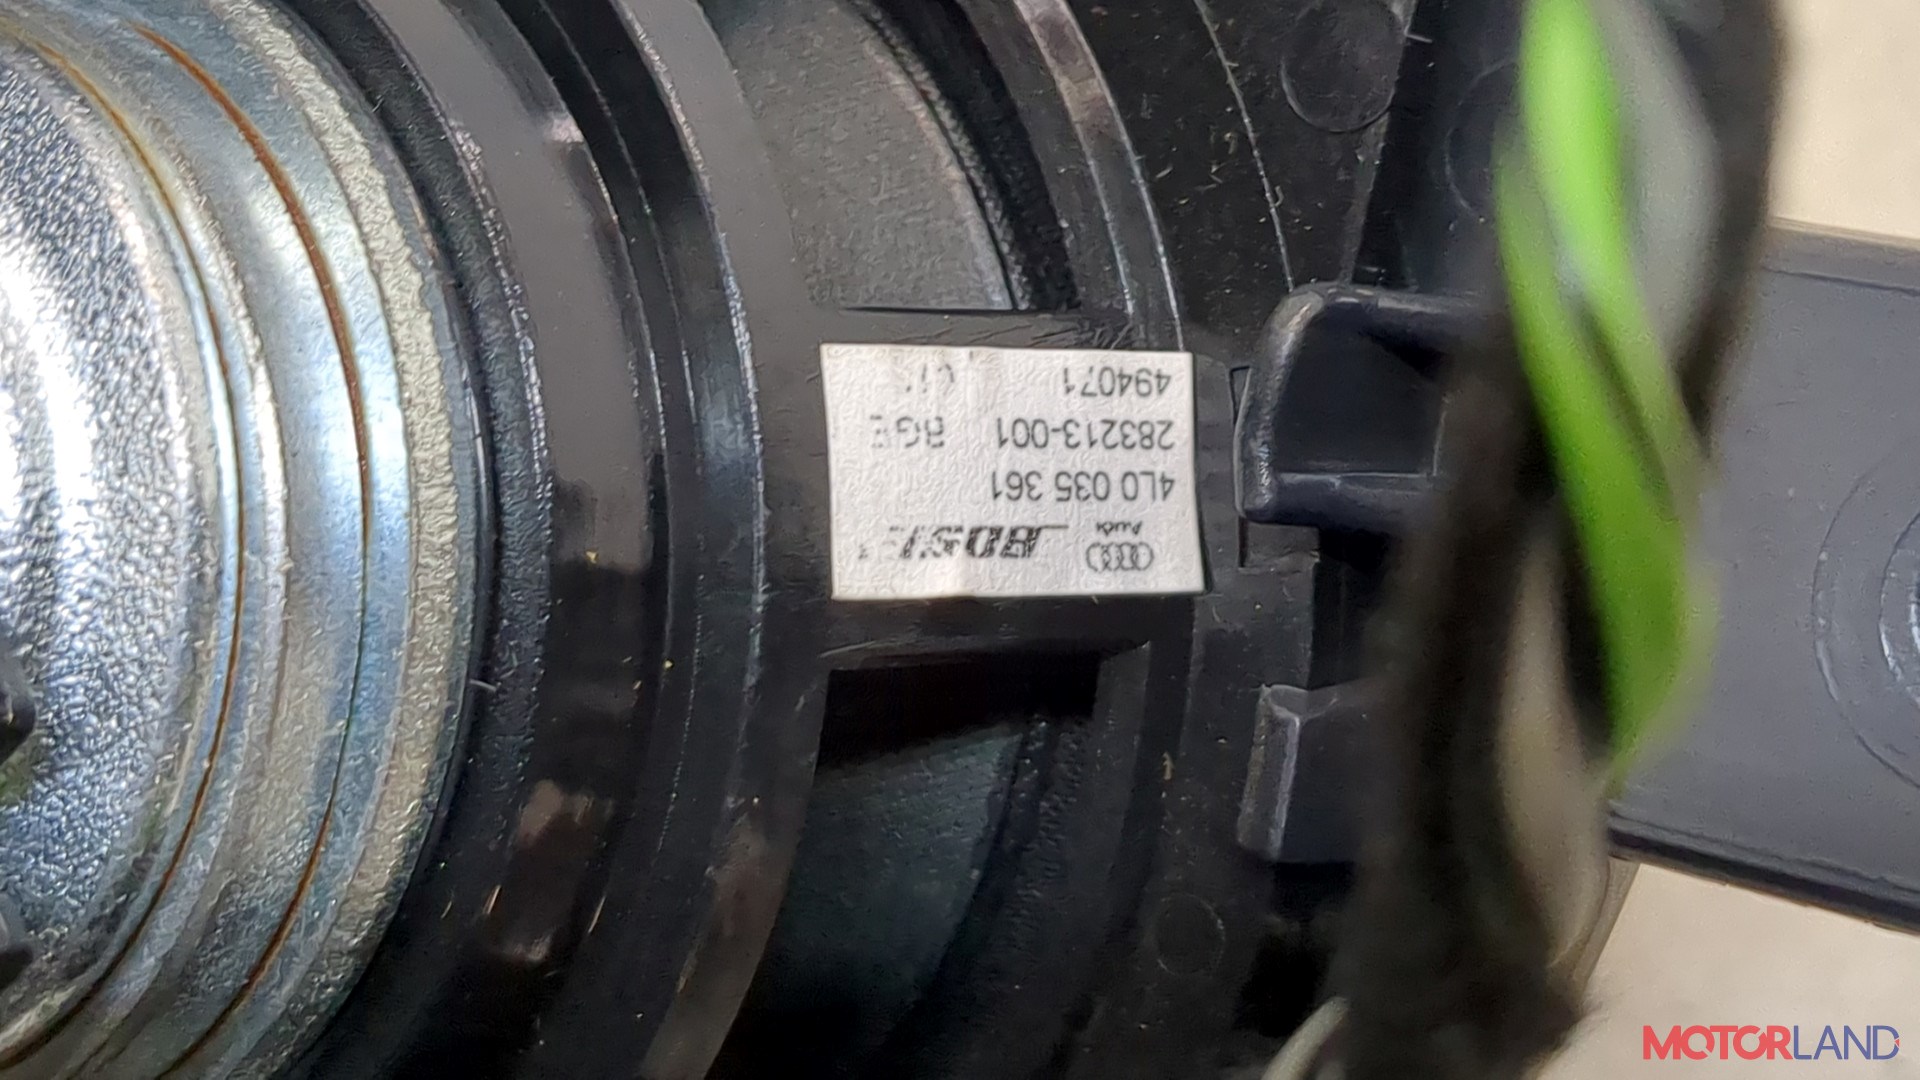 Audi BOSE
4L0 035 361
283213-001
494071
MOTORLAND